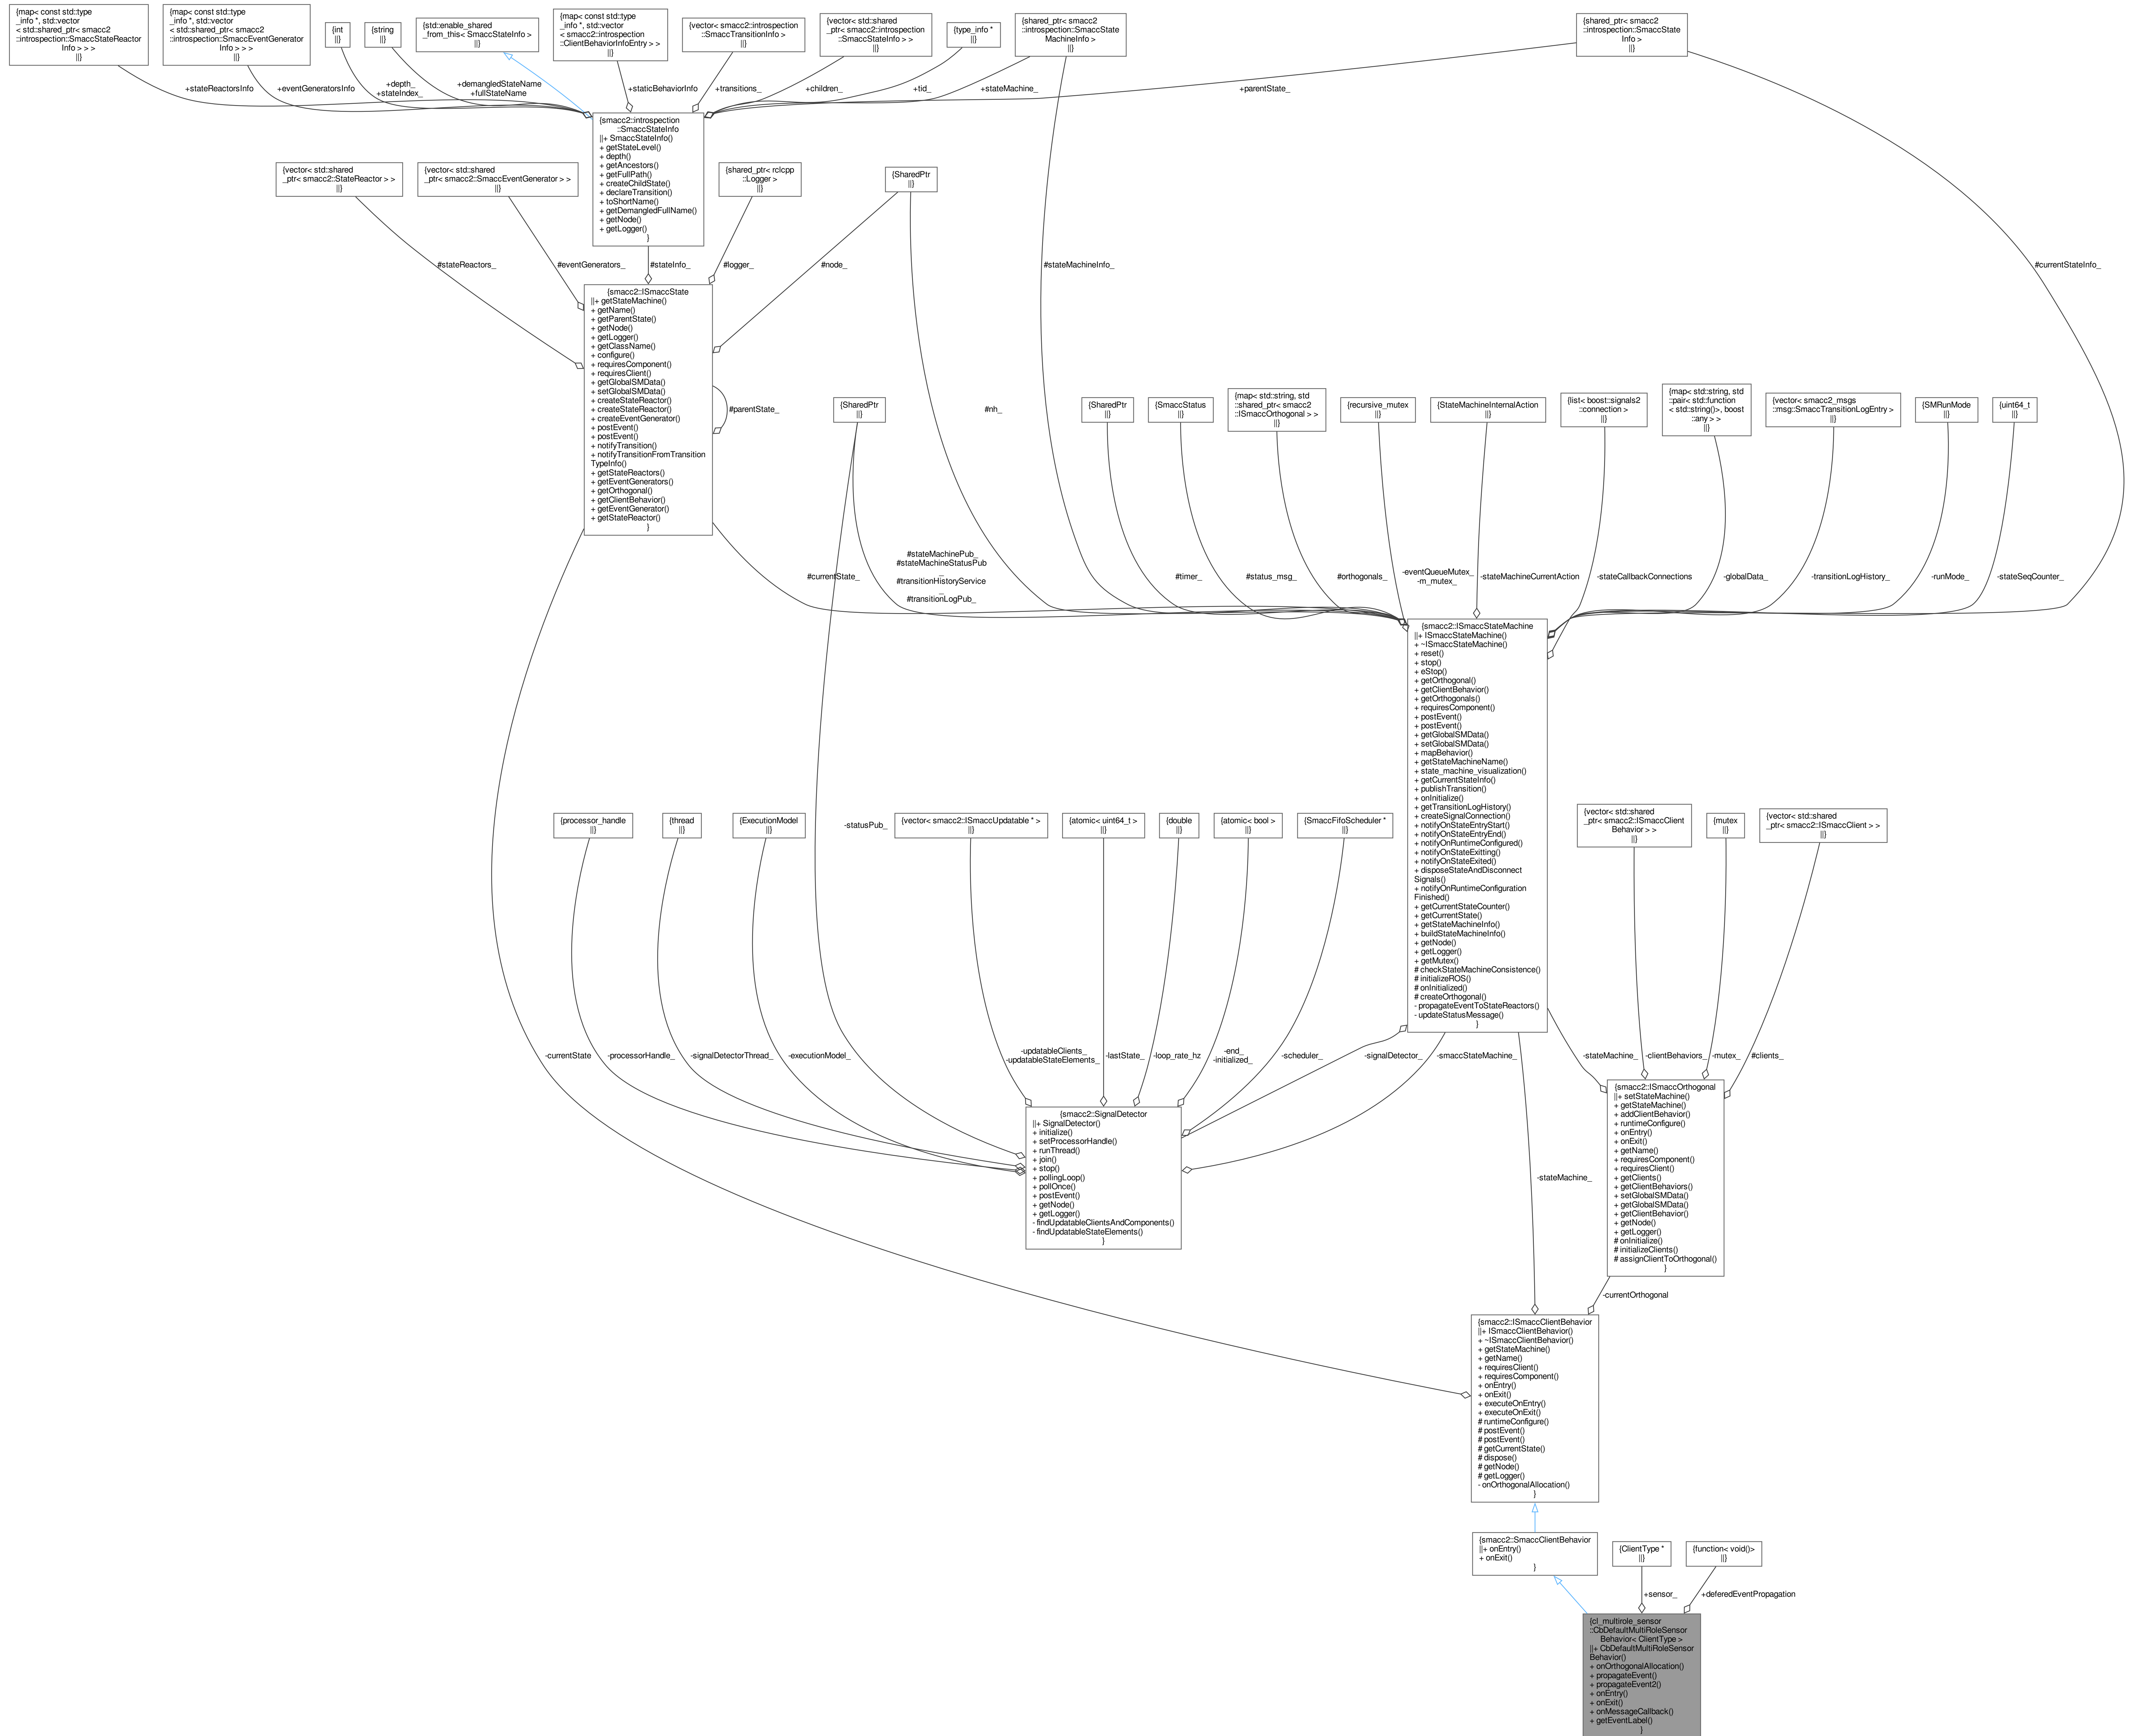 {map< const std::type
_info *, std::vector
< std::shared_ptr< smacc2
::introspection::SmaccStateReactor
Info > > >
||}
{map< const std::type
_info *, std::vector
< std::shared_ptr< smacc2
::introspection::SmaccEventGenerator
Info > > >
||}
{int
||}
{string
||}
{std::enable_shared
_from_this< SmaccStateInfo >
||}
{map< const std::type
_info *, std::vector
< smacc2::introspection
::ClientBehaviorInfoEntry > >
||}
{vector< smacc2::introspection
::SmaccTransitionInfo >
||}
{vector< std::shared
_ptr< smacc2::introspection
::SmaccStateInfo > >
||}
{type_info *
||}
{shared_ptr< smacc2
::introspection::SmaccState
MachineInfo >
||}
{shared_ptr< smacc2
::introspection::SmaccState
Info >
||}
+stateReactorsInfo
+eventGeneratorsInfo
+depth_
+stateIndex_
+demangledStateName
+fullStateName
+staticBehaviorInfo
+transitions_
+children_
+tid_
+stateMachine_
+parentState_
{smacc2::introspection
::SmaccStateInfo
||+ SmaccStateInfo()
+ getStateLevel()
+ depth()
+ getAncestors()
+ getFullPath()
+ createChildState()
+ declareTransition()
+ toShortName()
+ getDemangledFullName()
+ getNode()
+ getLogger()
}
{vector< std::shared
_ptr< smacc2::StateReactor > >
||}
{vector< std::shared
_ptr< smacc2::SmaccEventGenerator > >
||}
{shared_ptr< rclcpp
::Logger >
||}
{SharedPtr
||}
#stateReactors_
#eventGenerators_
#stateInfo_
#logger_
#node_
#stateMachineInfo_
#currentStateInfo_
{smacc2::ISmaccState
||+ getStateMachine()
+ getName()
+ getParentState()
+ getNode()
+ getLogger()
+ getClassName()
+ configure()
+ requiresComponent()
+ requiresClient()
+ getGlobalSMData()
+ setGlobalSMData()
+ createStateReactor()
+ createStateReactor()
+ createEventGenerator()
+ postEvent()
+ postEvent()
+ notifyTransition()
+ notifyTransitionFromTransition
TypeInfo()
+ getStateReactors()
+ getEventGenerators()
+ getOrthogonal()
+ getClientBehavior()
+ getEventGenerator()
+ getStateReactor()
}
#parentState_
{SharedPtr
||}
#nh_
{SharedPtr
||}
{SmaccStatus
||}
{map< std::string, std
::shared_ptr< smacc2
::ISmaccOrthogonal > >
||}
{recursive_mutex
||}
{StateMachineInternalAction
||}
{list< boost::signals2
::connection >
||}
{map< std::string, std
::pair< std::function
< std::string()>, boost
::any > >
||}
{vector< smacc2_msgs
::msg::SmaccTransitionLogEntry >
||}
{SMRunMode
||}
{uint64_t
||}
#currentState_
#stateMachinePub_
#stateMachineStatusPub
_
#transitionHistoryService
_
#transitionLogPub_
#timer_
#status_msg_
#orthogonals_
-eventQueueMutex_
-m_mutex_
-stateMachineCurrentAction
-stateCallbackConnections
-globalData_
-transitionLogHistory_
-runMode_
-stateSeqCounter_
{smacc2::ISmaccStateMachine
||+ ISmaccStateMachine()
+ ~ISmaccStateMachine()
+ reset()
+ stop()
+ eStop()
+ getOrthogonal()
+ getClientBehavior()
+ getOrthogonals()
+ requiresComponent()
+ postEvent()
+ postEvent()
+ getGlobalSMData()
+ setGlobalSMData()
+ mapBehavior()
+ getStateMachineName()
+ state_machine_visualization()
+ getCurrentStateInfo()
+ publishTransition()
+ onInitialize()
+ getTransitionLogHistory()
+ createSignalConnection()
+ notifyOnStateEntryStart()
+ notifyOnStateEntryEnd()
+ notifyOnRuntimeConfigured()
+ notifyOnStateExitting()
+ notifyOnStateExited()
+ disposeStateAndDisconnect
Signals()
+ notifyOnRuntimeConfiguration
Finished()
+ getCurrentStateCounter()
+ getCurrentState()
+ getStateMachineInfo()
+ buildStateMachineInfo()
+ getNode()
+ getLogger()
+ getMutex()
# checkStateMachineConsistence()
# initializeROS()
# onInitialized()
# createOrthogonal()
- propagateEventToStateReactors()
- updateStatusMessage()
}
{processor_handle
||}
{thread
||}
{ExecutionModel
||}
-statusPub_
{vector< smacc2::ISmaccUpdatable * >
||}
{atomic< uint64_t >
||}
{double
||}
{atomic< bool >
||}
{SmaccFifoScheduler *
||}
{vector< std::shared
_ptr< smacc2::ISmaccClient
Behavior > >
||}
{mutex
||}
{vector< std::shared
_ptr< smacc2::ISmaccClient > >
||}
-currentState
-processorHandle_
-signalDetectorThread_
-executionModel_
-updatableClients_
-updatableStateElements_
-lastState_
-loop_rate_hz
-end_
-initialized_
-scheduler_
-signalDetector_
-smaccStateMachine_
-stateMachine_
-clientBehaviors_
-mutex_
#clients_
{smacc2::SignalDetector
||+ SignalDetector()
+ initialize()
+ setProcessorHandle()
+ runThread()
+ join()
+ stop()
+ pollingLoop()
+ pollOnce()
+ postEvent()
+ getNode()
+ getLogger()
- findUpdatableClientsAndComponents()
- findUpdatableStateElements()
}
-stateMachine_
{smacc2::ISmaccOrthogonal
||+ setStateMachine()
+ getStateMachine()
+ addClientBehavior()
+ runtimeConfigure()
+ onEntry()
+ onExit()
+ getName()
+ requiresComponent()
+ requiresClient()
+ getClients()
+ getClientBehaviors()
+ setGlobalSMData()
+ getGlobalSMData()
+ getClientBehavior()
+ getNode()
+ getLogger()
# onInitialize()
# initializeClients()
# assignClientToOrthogonal()
}
-currentOrthogonal
{smacc2::ISmaccClientBehavior
||+ ISmaccClientBehavior()
+ ~ISmaccClientBehavior()
+ getStateMachine()
+ getName()
+ requiresClient()
+ requiresComponent()
+ onEntry()
+ onExit()
+ executeOnEntry()
+ executeOnExit()
# runtimeConfigure()
# postEvent()
# postEvent()
# getCurrentState()
# dispose()
# getNode()
# getLogger()
- onOrthogonalAllocation()
}
{smacc2::SmaccClientBehavior
||+ onEntry()
+ onExit()
}
{ClientType *
||}
{function< void()>
||}
+sensor_
+deferedEventPropagation
{cl_multirole_sensor
::CbDefaultMultiRoleSensor
Behavior< ClientType >
||+ CbDefaultMultiRoleSensor
Behavior()
+ onOrthogonalAllocation()
+ propagateEvent()
+ propagateEvent2()
+ onEntry()
+ onExit()
+ onMessageCallback()
+ getEventLabel()
}